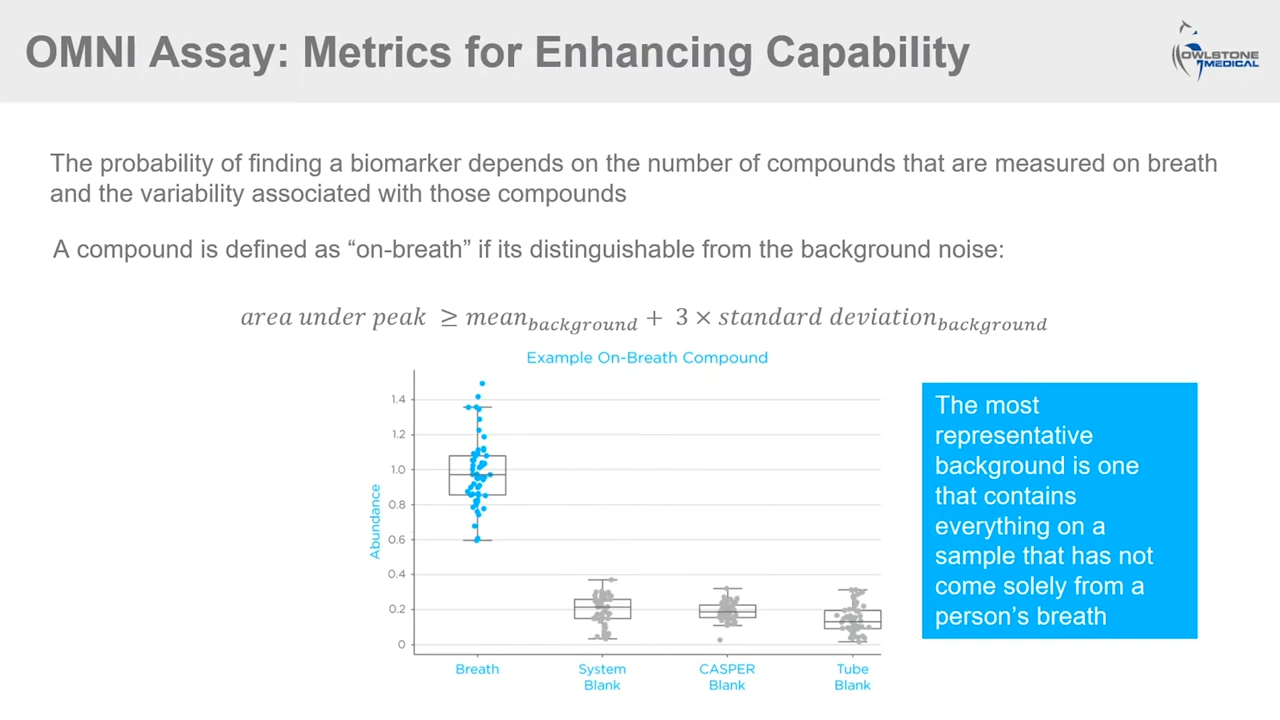 OMNI Assay: Metrics for Enhancing Capability
OWLSTONE
MEDICAL
The probability of finding a biomarker depends on the number of compounds that are measured on breath
and the variability associated with those compounds
A compound is defined as “on-breath” if its distinguishable from the background noise:
area under peak ≥ mean_background + 3 × standard deviation_background
Example On-Breath Compound
Abundance
1.4
1.2
1.0
0.8
0.6
0.4
0.2
0
Breath
System
Blank
CASPER
Blank
Tube
Blank
The most
representative
background is one
that contains
everything on a
sample that has not
come solely from a
person’s breath